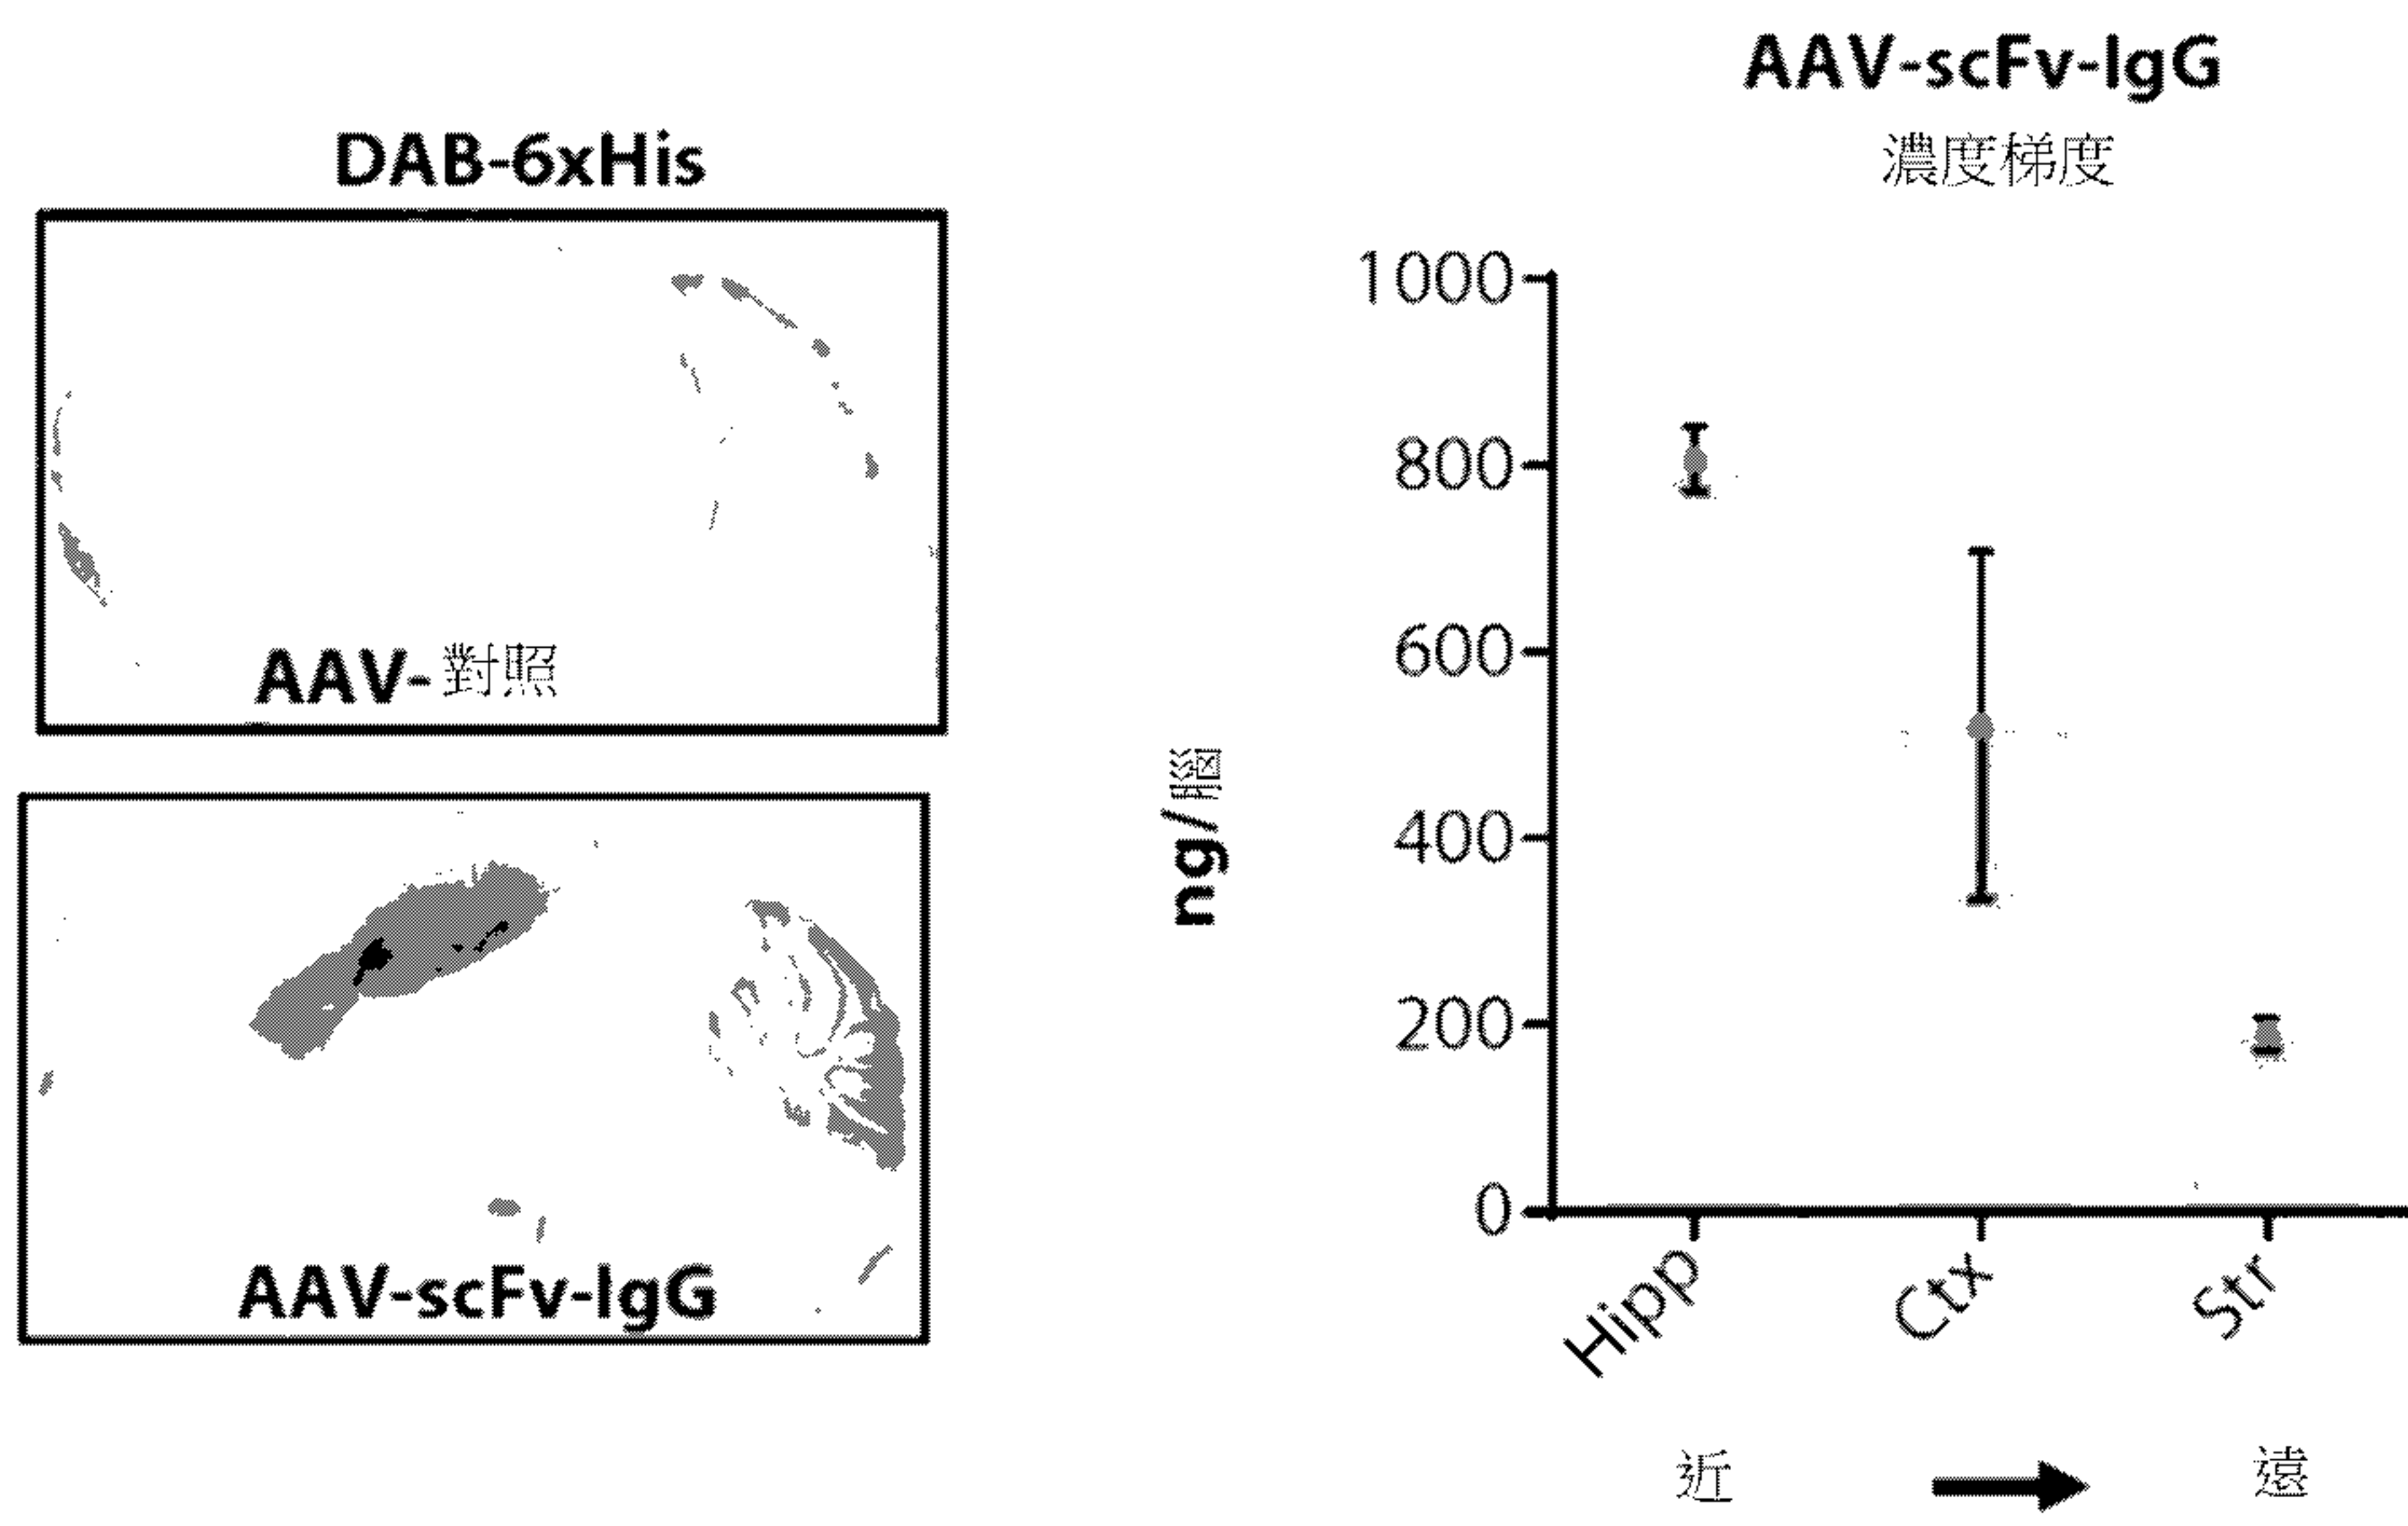 DAB-6xHis
AAV-對照
AAV-scFv-IgG
AAV-scFv-IgG
濃度梯度
ng/腦
1000
800
600
400
200
0
Hipp
Ctx
Str
近
遠